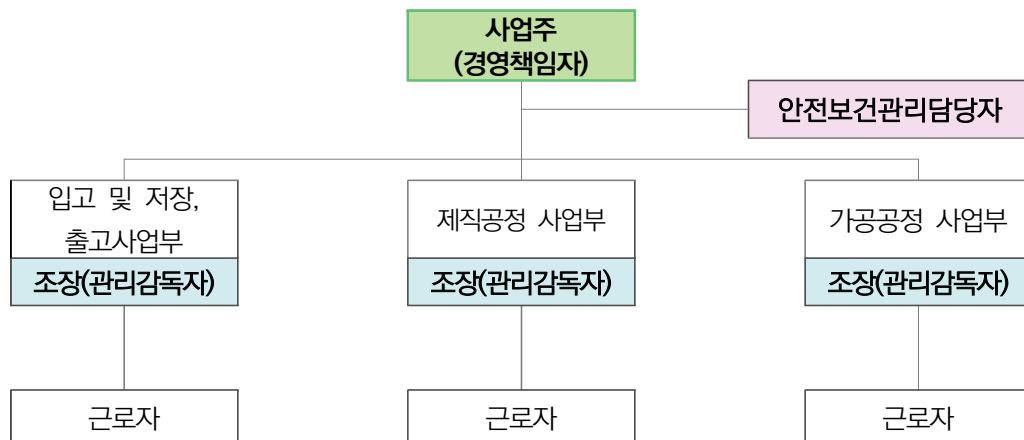 사업주
(경영책임자)
안전보건관리담당자
입고 및 저장,
출고사업부
조장(관리감독자)
제직공정 사업부
조장(관리감독자)
가공공정 사업부
조장(관리감독자)
근로자
근로자
근로자